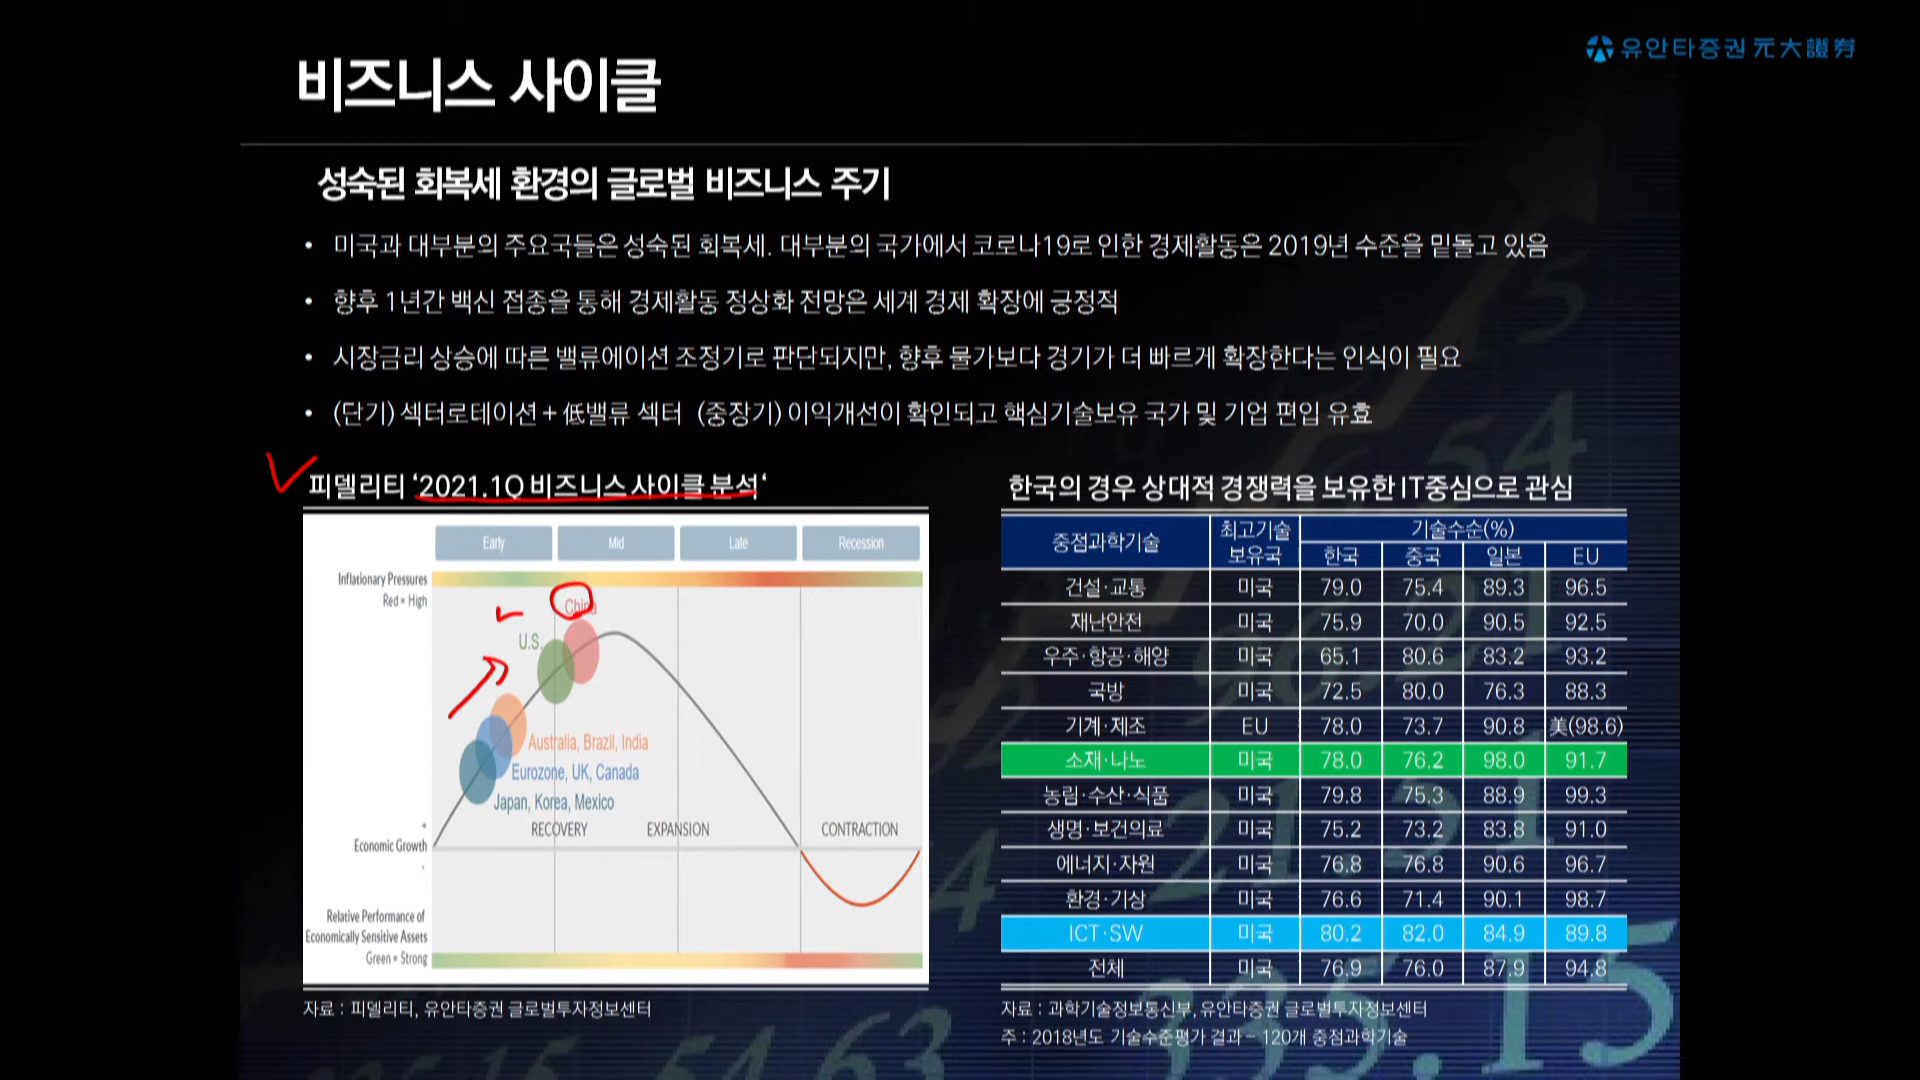 유안타증권 元大證券
비즈니스 사이클
성숙된 회복세 환경의 글로벌 비즈니스 주기
• 미국과 대부분의 주요국들은 성숙된 회복세. 대부분의 국가에서 코로나19로 인한 경제활동은 2019년 수준을 밑돌고 있음
• 향후 1년간 백신 접종을 통해 경제활동 정상화 전망은 세계 경제 확장에 긍정적
• 시장금리 상승에 따른 밸류에이션 조정기로 판단되지만, 향후 물가보다 경기가 더 빠르게 확장한다는 인식이 필요
• (단기) 섹터로테이션 + 低밸류 섹터 (중장기) 이익개선이 확인되고 핵심기술보유 국가 및 기업 편입 유효
피델리티 ‘2021.1Q 비즈니스 사이클 분석‘
Early Mid Late Recession
Inflationary Pressures
Red = High
China
U.S.
Australia, Brazil, India
Eurozone, UK, Canada
Japan, Korea, Mexico
RECOVERY EXPANSION CONTRACTION
+
Economic Growth
-
Relative Performance of
Economically Sensitive Assets
Green = Strong
자료 : 피델리티, 유안타증권 글로벌투자정보센터
한국의 경우 상대적 경쟁력을 보유한 IT중심으로 관심
중점과학기술 최고기술 보유국 기술수준(%)
한국 중국 일본 EU
건설·교통 미국 79.0 75.4 89.3 96.5
재난안전 미국 75.9 70.0 90.5 92.5
우주·항공·해양 미국 65.1 80.6 83.2 93.2
국방 미국 72.5 80.0 76.3 88.3
기계·제조 EU 78.0 73.7 90.8 美(98.6)
소재·나노 미국 78.0 76.2 98.0 91.7
농림·수산·식품 미국 79.8 75.3 88.9 99.3
생명·보건의료 미국 75.2 73.2 83.8 91.0
에너지·자원 미국 76.8 76.8 90.6 96.7
환경·기상 미국 76.6 71.4 90.1 98.7
ICT·SW 미국 80.2 82.0 84.9 89.8
전체 미국 76.9 76.0 87.9 94.8
자료 : 과학기술정보통신부, 유안타증권 글로벌투자정보센터
주 : 2018년도 기술수준평가 결과 – 120개 중점과학기술